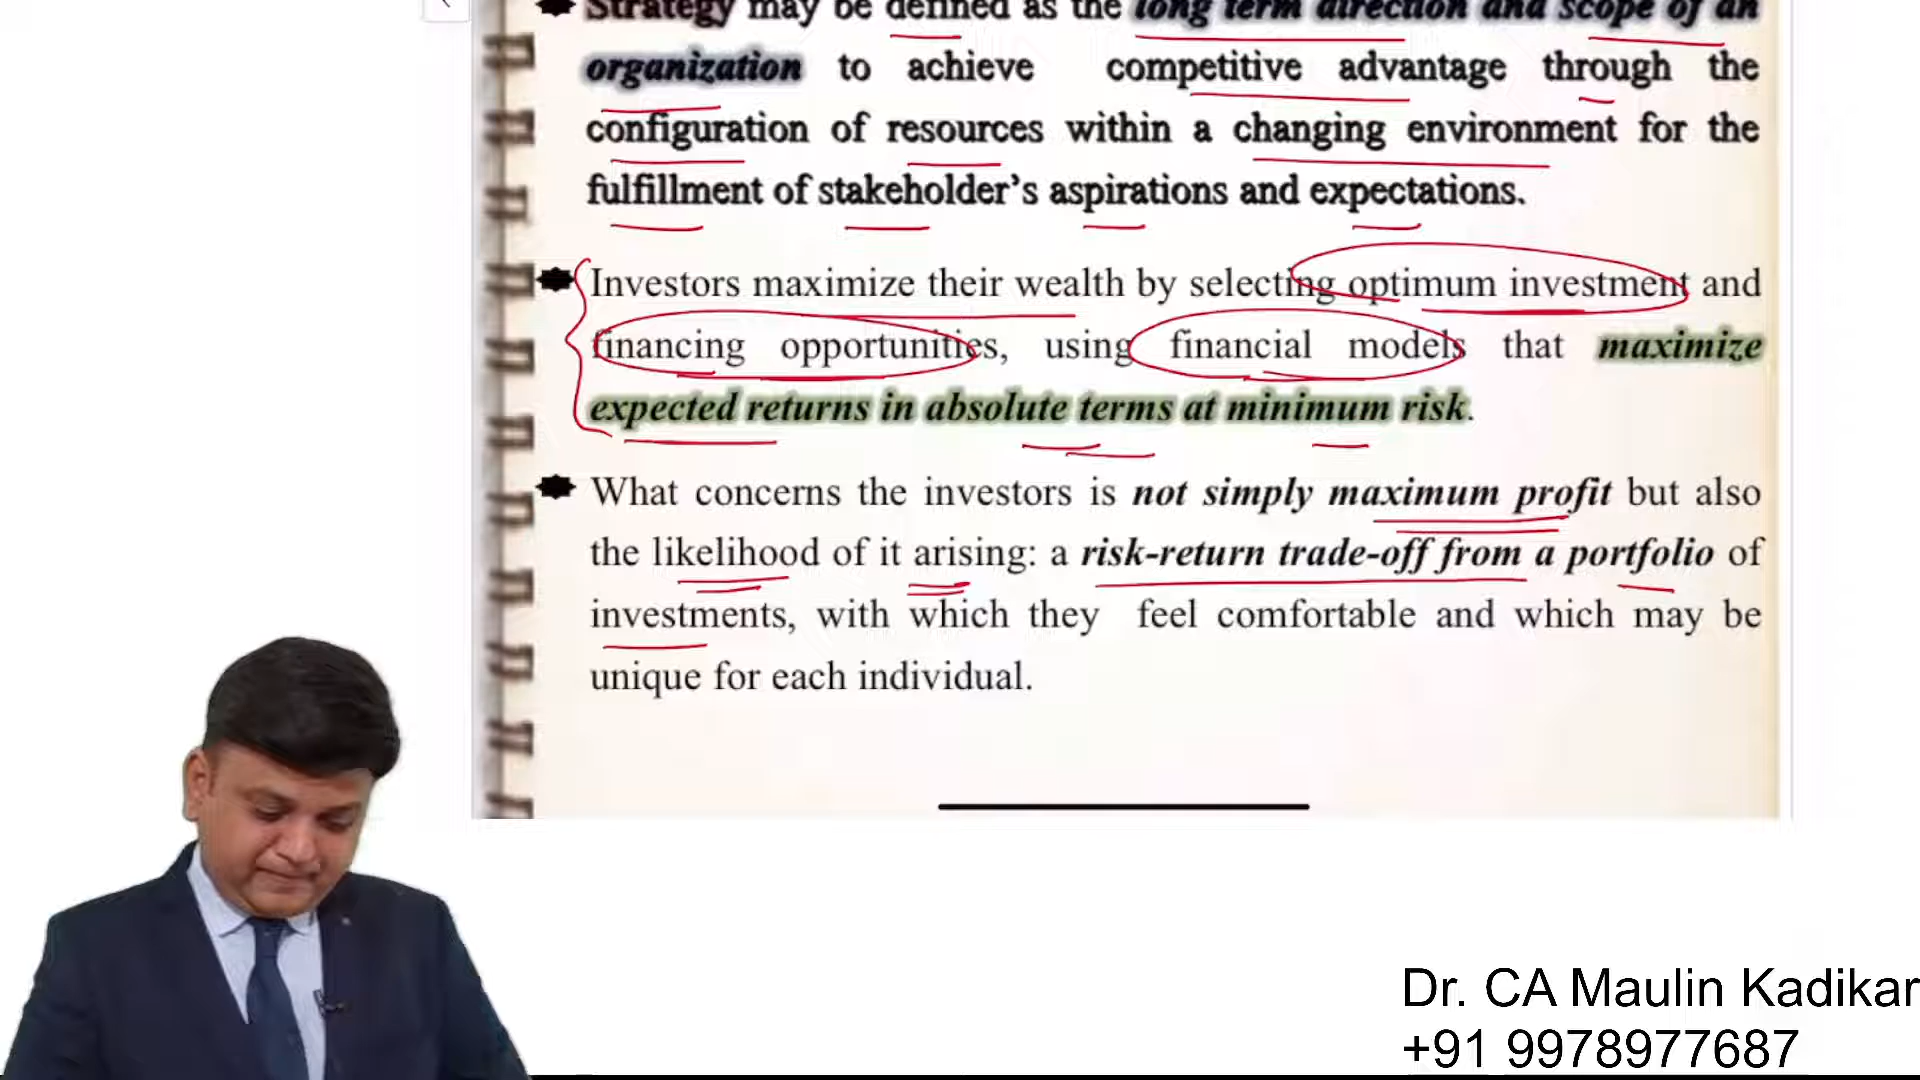 Strategy may be defined as the long term direction and scope of an
organization to achieve competitive advantage through the
configuration of resources within a changing environment for the
fulfillment of stakeholder’s aspirations and expectations.
Investors maximize their wealth by selecting optimum investment and
financing opportunities, using financial models that maximize
expected returns in absolute terms at minimum risk.
What concerns the investors is not simply maximum profit but also
the likelihood of it arising: a risk-return trade-off from a portfolio of
investments, with which they feel comfortable and which may be
unique for each individual.
Dr. CA Maulin Kadikar
+91 9978977687